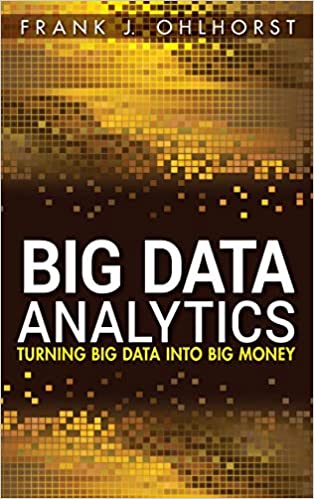 FRANK J. OHLHORST
BIG DATA
ANALYTICS
TURNING BIG DATA INTO BIG MONEY